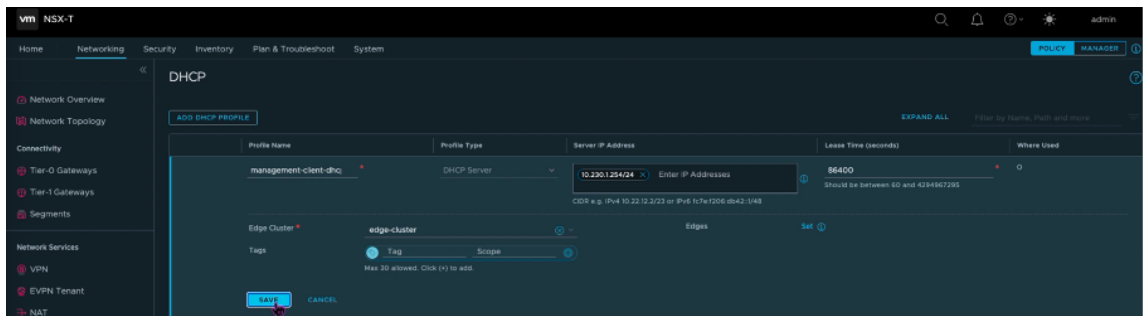 vm NSX-T admin
Home Networking Security Inventory Plan & Troubleshoot System POLICY MANAGER
DHCP
Network Overview
Network Topology
ADD DHCP PROFILE EXPAND ALL Filter by Name, Path and more
Connectivity
Profile Name Profile Type Server IP Address Lease Time (seconds) Where Used
Tier-0 Gateways
management-client-dhc DHCP Server 10.230.1.254/24 Enter IP Addresses 86400 0
Should be between 60 and 4294967295
Tier-1 Gateways
CIDR e.g. IPv4 10.22.12.2/23 or IPv6 fc7e:f206:db42::1/48
Segments
Edge Cluster * edge-cluster Edges Set
Network Services
Tags Tag Scope
Max 30 allowed. Click (+) to add.
VPN
EVPN Tenant
SAVE CANCEL
NAT